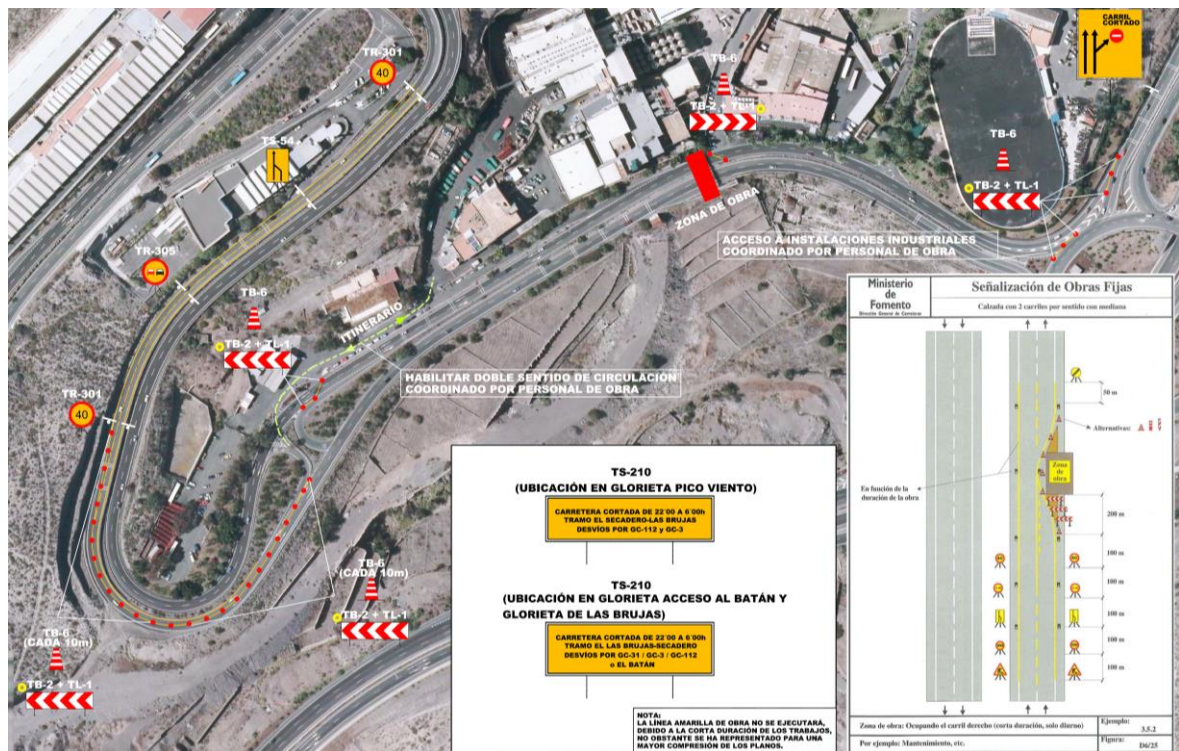 CARRIL
CORTADO
TR-301
40
TB-6
TB-2 + TL-1
TS-54
TB-6
TB-2 + TL-1
ZONA DE OBRA
ACCESO A INSTALACIONES INDUSTRIALES
COORDINADO POR PERSONAL DE OBRA
TR-305
TB-6
TB-2 + TL-1
ITINERARIO
HABILITAR DOBLE SENTIDO DE CIRCULACIÓN
COORDINADO POR PERSONAL DE OBRA
TR-301
40
TB-6
(CADA 10m)
TB-2 + TL-1
TB-6
(CADA 10m)
TB-2 + TL-1
TS-210
(UBICACIÓN EN GLORIETA PICO VIENTO)
CARRETERA CORTADA DE 22'00 A 6'00h
TRAMO EL SECADERO-LAS BRUJAS
DESVÍOS POR GC-112 y GC-3
TS-210
(UBICACIÓN EN GLORIETA ACCESO AL BATÁN Y
GLORIETA DE LAS BRUJAS)
CARRETERA CORTADA DE 22'00 A 6'00h
TRAMO EL LAS BRUJAS-SECADERO
DESVÍOS POR GC-31 / GC-3 / GC-112
o EL BATÁN
NOTA:
LA LÍNEA AMARILLA DE OBRA NO SE EJECUTARÁ,
DEBIDO A LA CORTA DURACIÓN DE LOS TRABAJOS,
NO OBSTANTE SE HA REPRESENTADO PARA UNA
MAYOR COMPRESIÓN DE LOS PLANOS.
Ministerio
de
Fomento
Dirección General de Carreteras
Señalización de Obras Fijas
Calzada con 2 carriles por sentido con mediana
50 m
Alternativas:
Zona
de
obra
En función de la
duración de la obra
200 m
100 m
100 m
100 m
100 m
100 m
Zona de obra: Ocupando el carril derecho (corta duración, solo diurno)
Por ejemplo: Mantenimiento, etc.
Ejemplo:
3.5.2
Figura:
D6/25